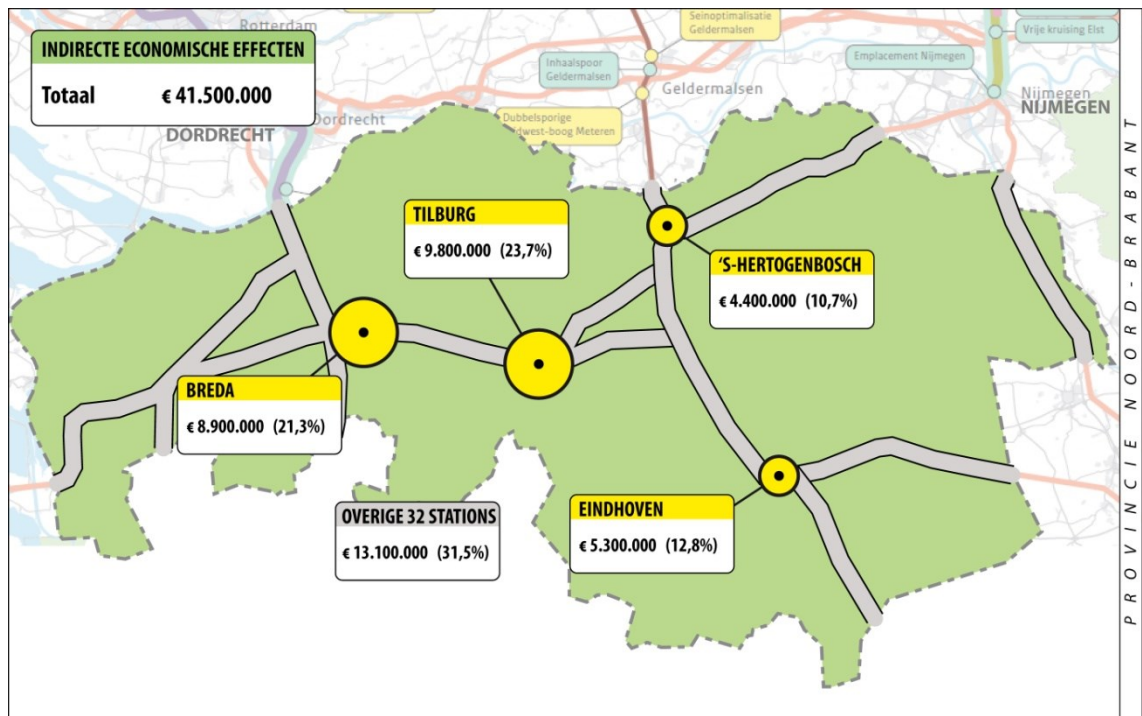 INDIRECTE ECONOMISCHE EFFECTEN
Totaal € 41.500.000
Rotterdam
Seinoptimalisatie
Geldermalsen
Vrije kruising Elst
Inhaalspoor
Geldermalsen
Emplacement Nijmegen
Geldermalsen
Nijmegen
NIJMEGEN
Dubbelsporige
Meteren
Dordrecht
DORDRECHT
TILBURG
€ 9.800.000 (23,7%)
'S-HERTOGENBOSCH
€ 4.400.000 (10,7%)
BREDA
€ 8.900.000 (21,3%)
OVERIGE 32 STATIONS
€ 13.100.000 (31,5%)
EINDHOVEN
€ 5.300.000 (12,8%)
PROVINCIE NOORD-BRABANT